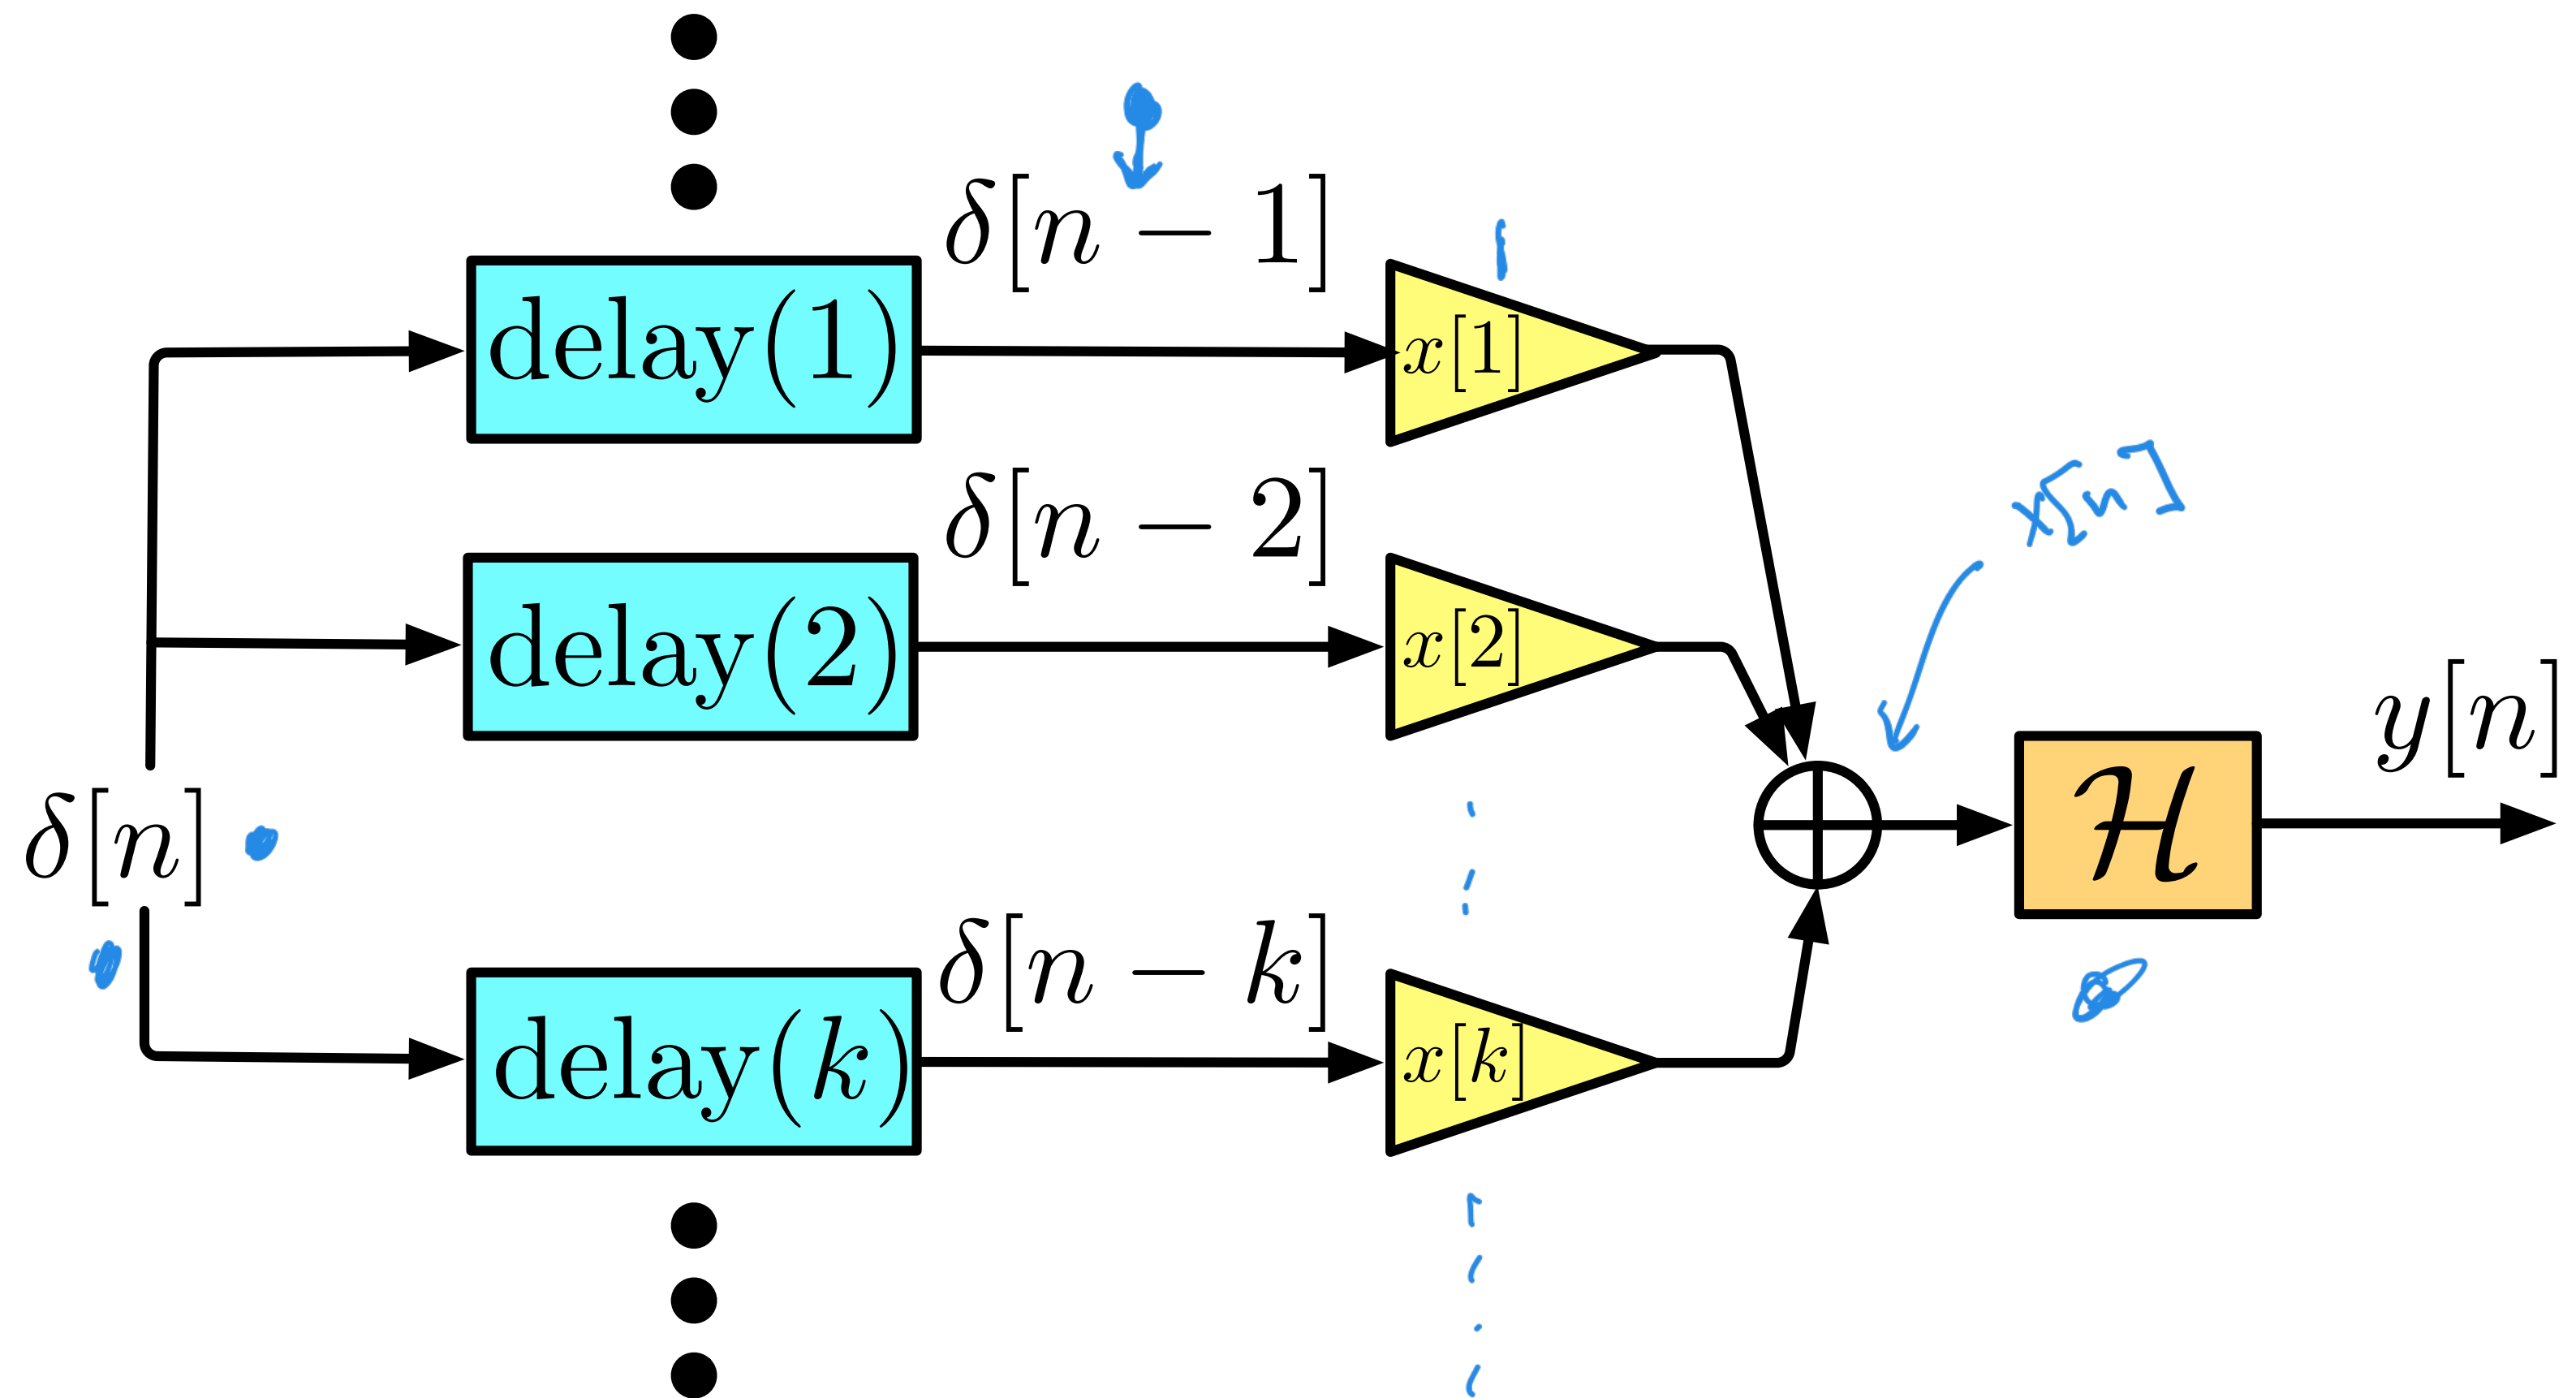 δ[n − 1]
delay(1)
x[1]
δ[n − 2]
delay(2)
x[2]
x[n]
y[n]
δ[n]
H
δ[n − k]
delay(k)
x[k]